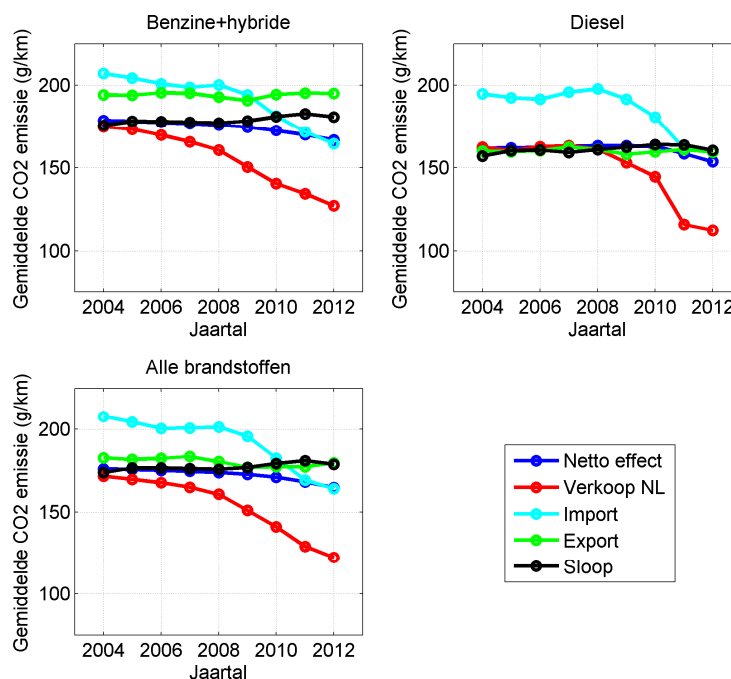 Benzine+hybride
Gemiddelde CO2 emissie (g/km)
200
150
100
2004 2006 2008 2010 2012
Jaartal
Diesel
Gemiddelde CO2 emissie (g/km)
200
150
100
2004 2006 2008 2010 2012
Jaartal
Alle brandstoffen
Gemiddelde CO2 emissie (g/km)
200
150
100
2004 2006 2008 2010 2012
Jaartal
Netto effect
Verkoop NL
Import
Export
Sloop